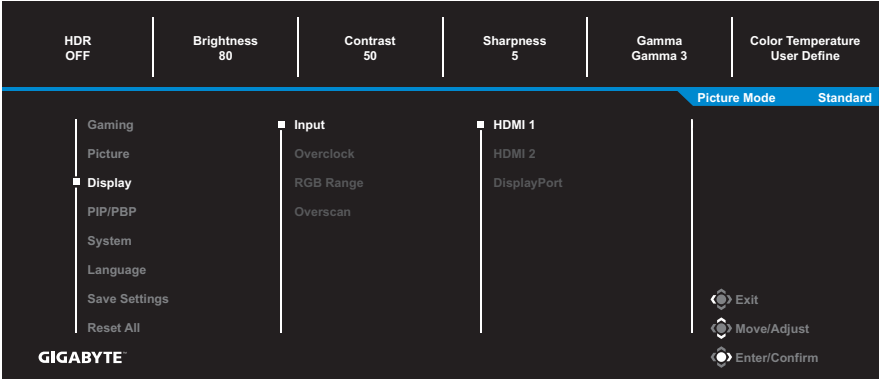 HDR
OFF
Brightness
80
Contrast
50
Sharpness
5
Gamma
Gamma 3
Color Temperature
User Define
Picture Mode Standard
Gaming
Picture
Display
PIP/PBP
System
Language
Save Settings
Reset All
Input
Overclock
RGB Range
Overscan
HDMI 1
HDMI 2
DisplayPort
Exit
Move/Adjust
Enter/Confirm
GIGABYTE™